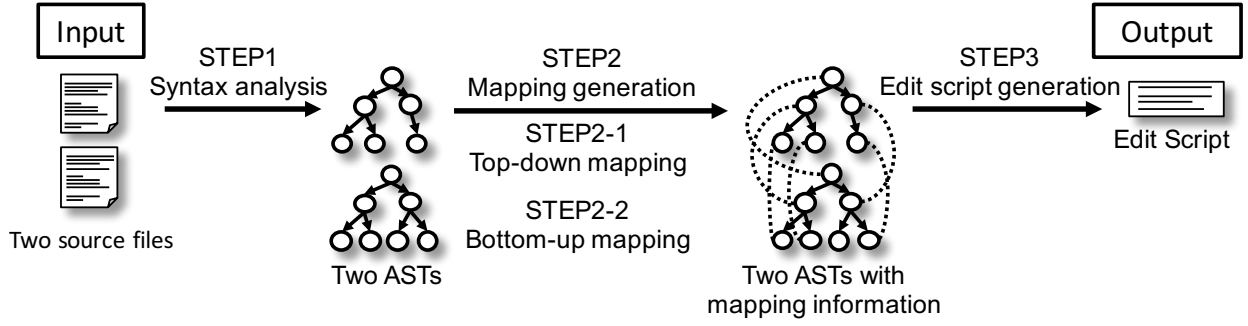 Input
Two source files
STEP1
Syntax analysis
Two ASTs
STEP2
Mapping generation
STEP2-1
Top-down mapping
STEP2-2
Bottom-up mapping
Two ASTs with
mapping information
STEP3
Edit script generation
Output
Edit Script